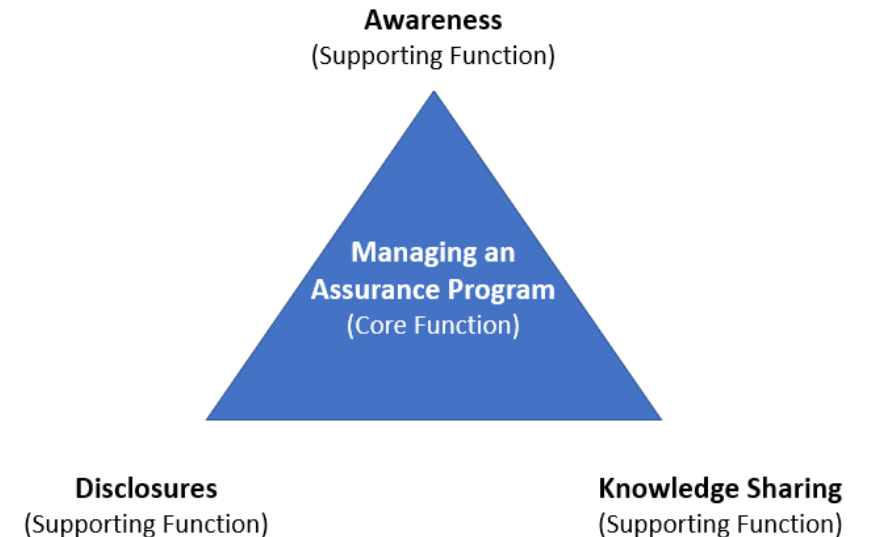 Awareness
(Supporting Function)
Managing an
Assurance Program
(Core Function)
Disclosures
(Supporting Function)
Knowledge Sharing
(Supporting Function)